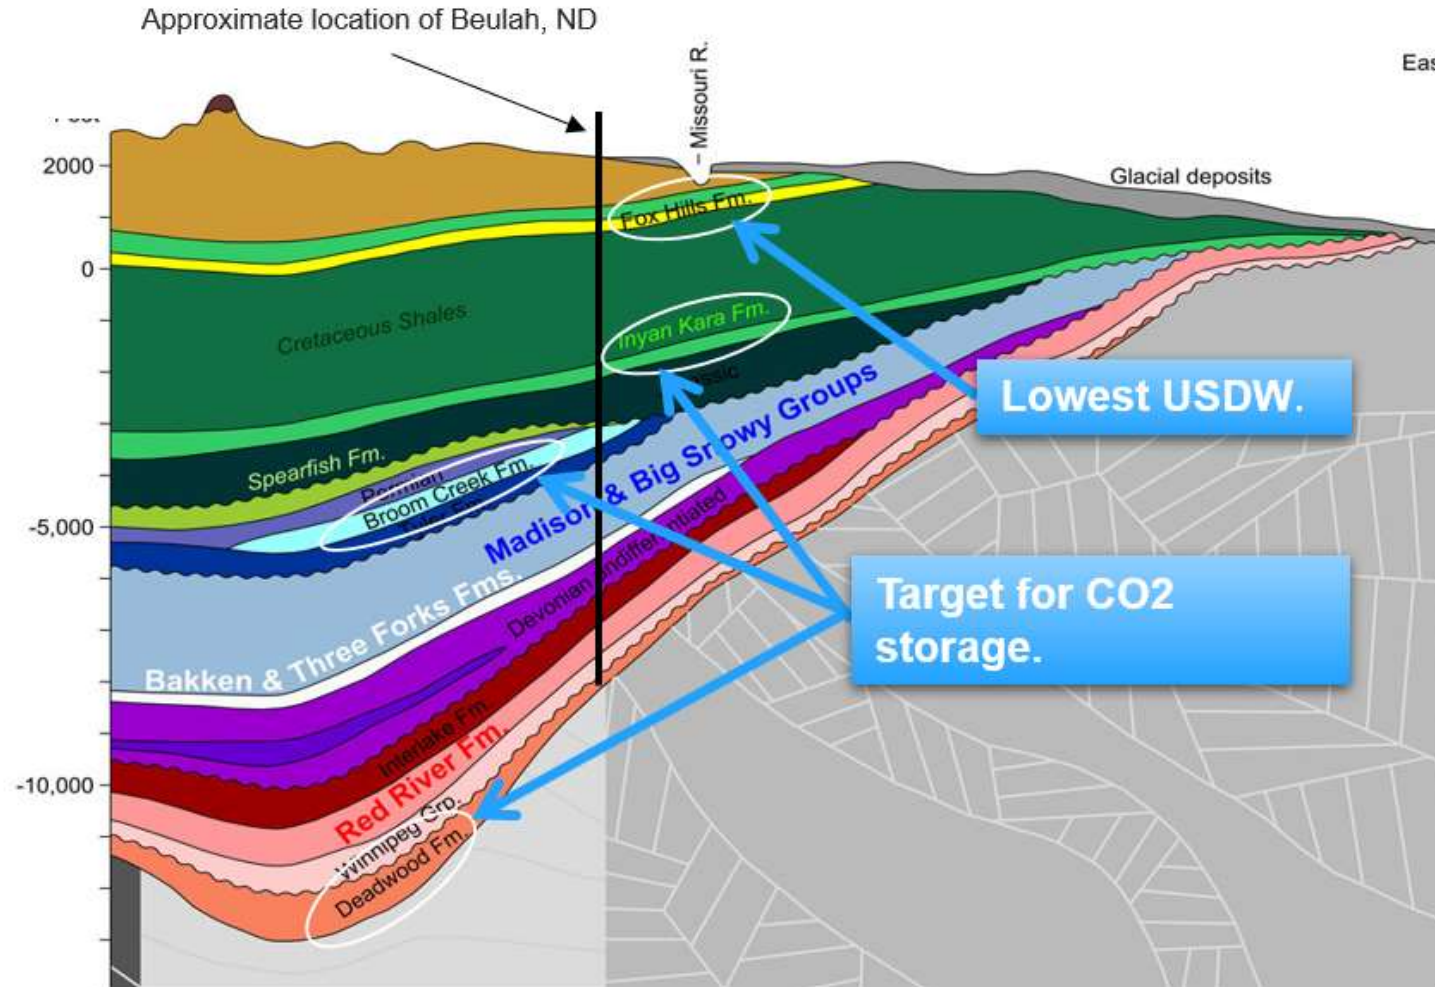 Approximate location of Beulah, ND
Missouri R.
2000
0
-5,000
-10,000
Glacial deposits
Fox Hills Fm.
Cretaceous Shales
Inyan Kara Fm.
Lowest USDW.
Spearfish Fm.
Permian
Broom Creek Fm.
Madison & Big Snowy Groups
Target for CO2
storage.
Bakken & Three Forks Fms.
Devonian undifferentiated
Interlake Fm.
Red River Fm.
Winnipeg Grp.
Deadwood Fm.